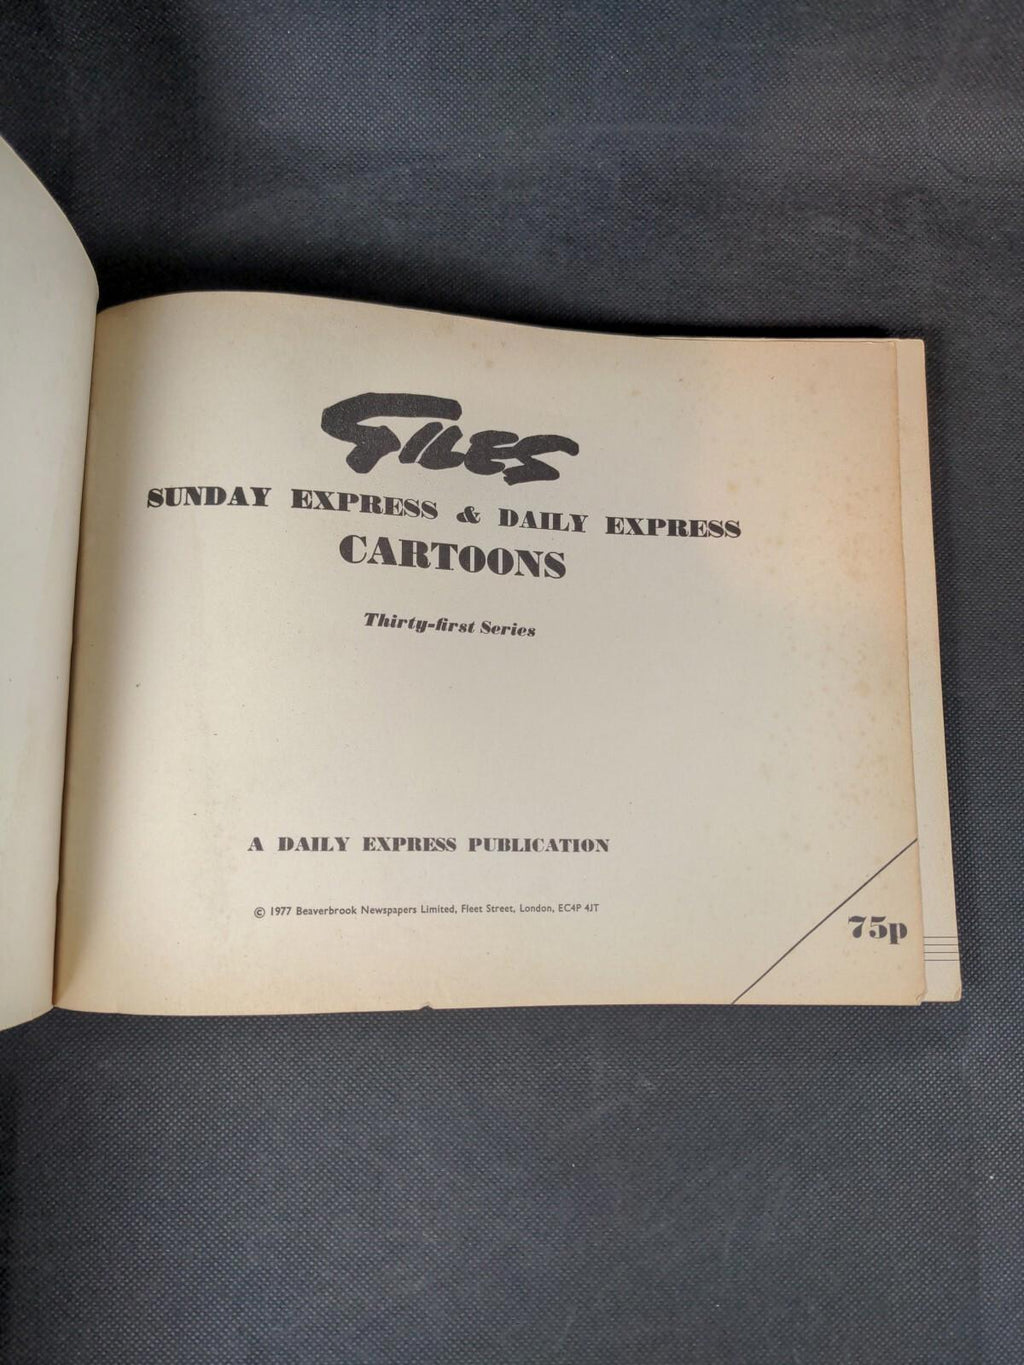 GILES
SUNDAY EXPRESS & DAILY EXPRESS
CARTOONS
Thirty-first Series
A DAILY EXPRESS PUBLICATION
© 1977 Beaverbrook Newspapers Limited, Fleet Street, London, EC4P 4JT
75p